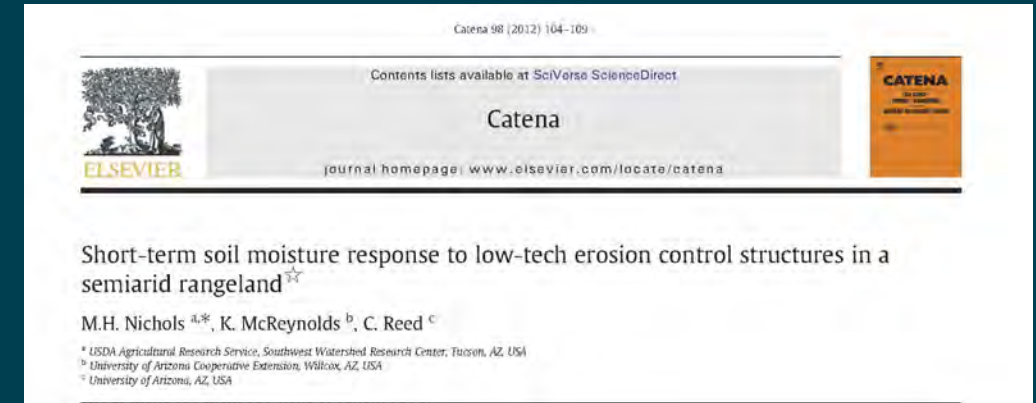 Catena 98 (2012) 104–109
Contents lists available at SciVerse ScienceDirect
Catena
journal homepage: www.elsevier.com/locate/catena
ELSEVIER
CATENA
Short-term soil moisture response to low-tech erosion control structures in a
semiarid rangeland☆
M.H. Nichols a,*, K. McReynolds b, C. Reed c
a USDA Agricultural Research Service, Southwest Watershed Research Center, Tucson, AZ, USA
b University of Arizona Cooperative Extension, Willcox, AZ, USA
c University of Arizona, AZ, USA